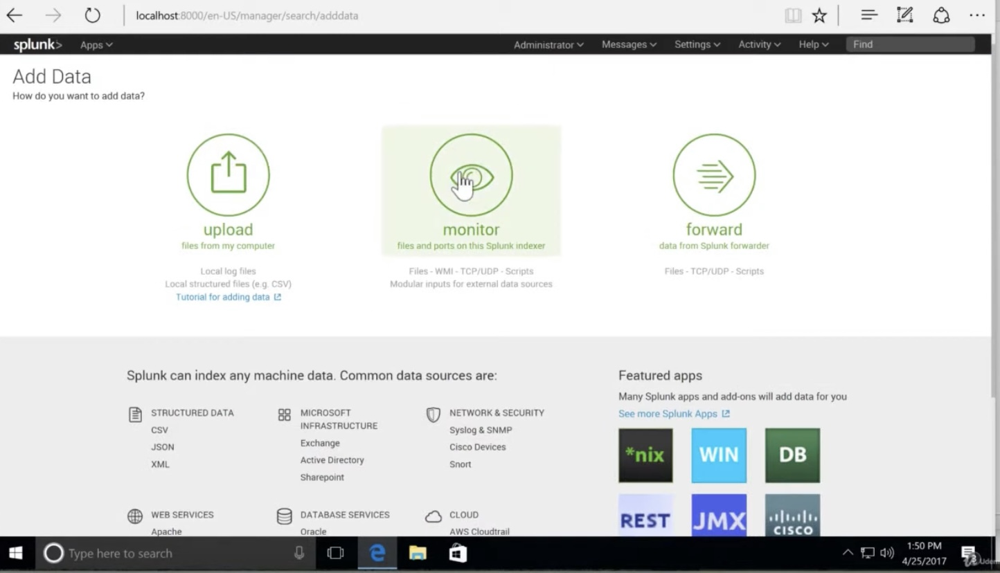 localhost:8000/en-US/manager/search/adddata
splunk> Apps Administrator Messages Settings Activity Help Find
Add Data
How do you want to add data?
upload
files from my computer
Local log files
Local structured files (e.g. CSV)
Tutorial for adding data
monitor
files and ports on this Splunk indexer
Files - WMI - TCP/UDP - Scripts
Modular inputs for external data sources
forward
data from Splunk forwarder
Files - TCP/UDP - Scripts
Splunk can index any machine data. Common data sources are:
STRUCTURED DATA
CSV
JSON
XML
MICROSOFT
INFRASTRUCTURE
Exchange
Active Directory
Sharepoint
NETWORK & SECURITY
Syslog & SNMP
Cisco Devices
Snort
WEB SERVICES
Apache
DATABASE SERVICES
Oracle
CLOUD
AWS Cloudtrail
Featured apps
Many Splunk apps and add-ons will add data for you
See more Splunk Apps
*nix WIN DB
REST JMX CISCO
Type here to search
1:50 PM
4/25/2017